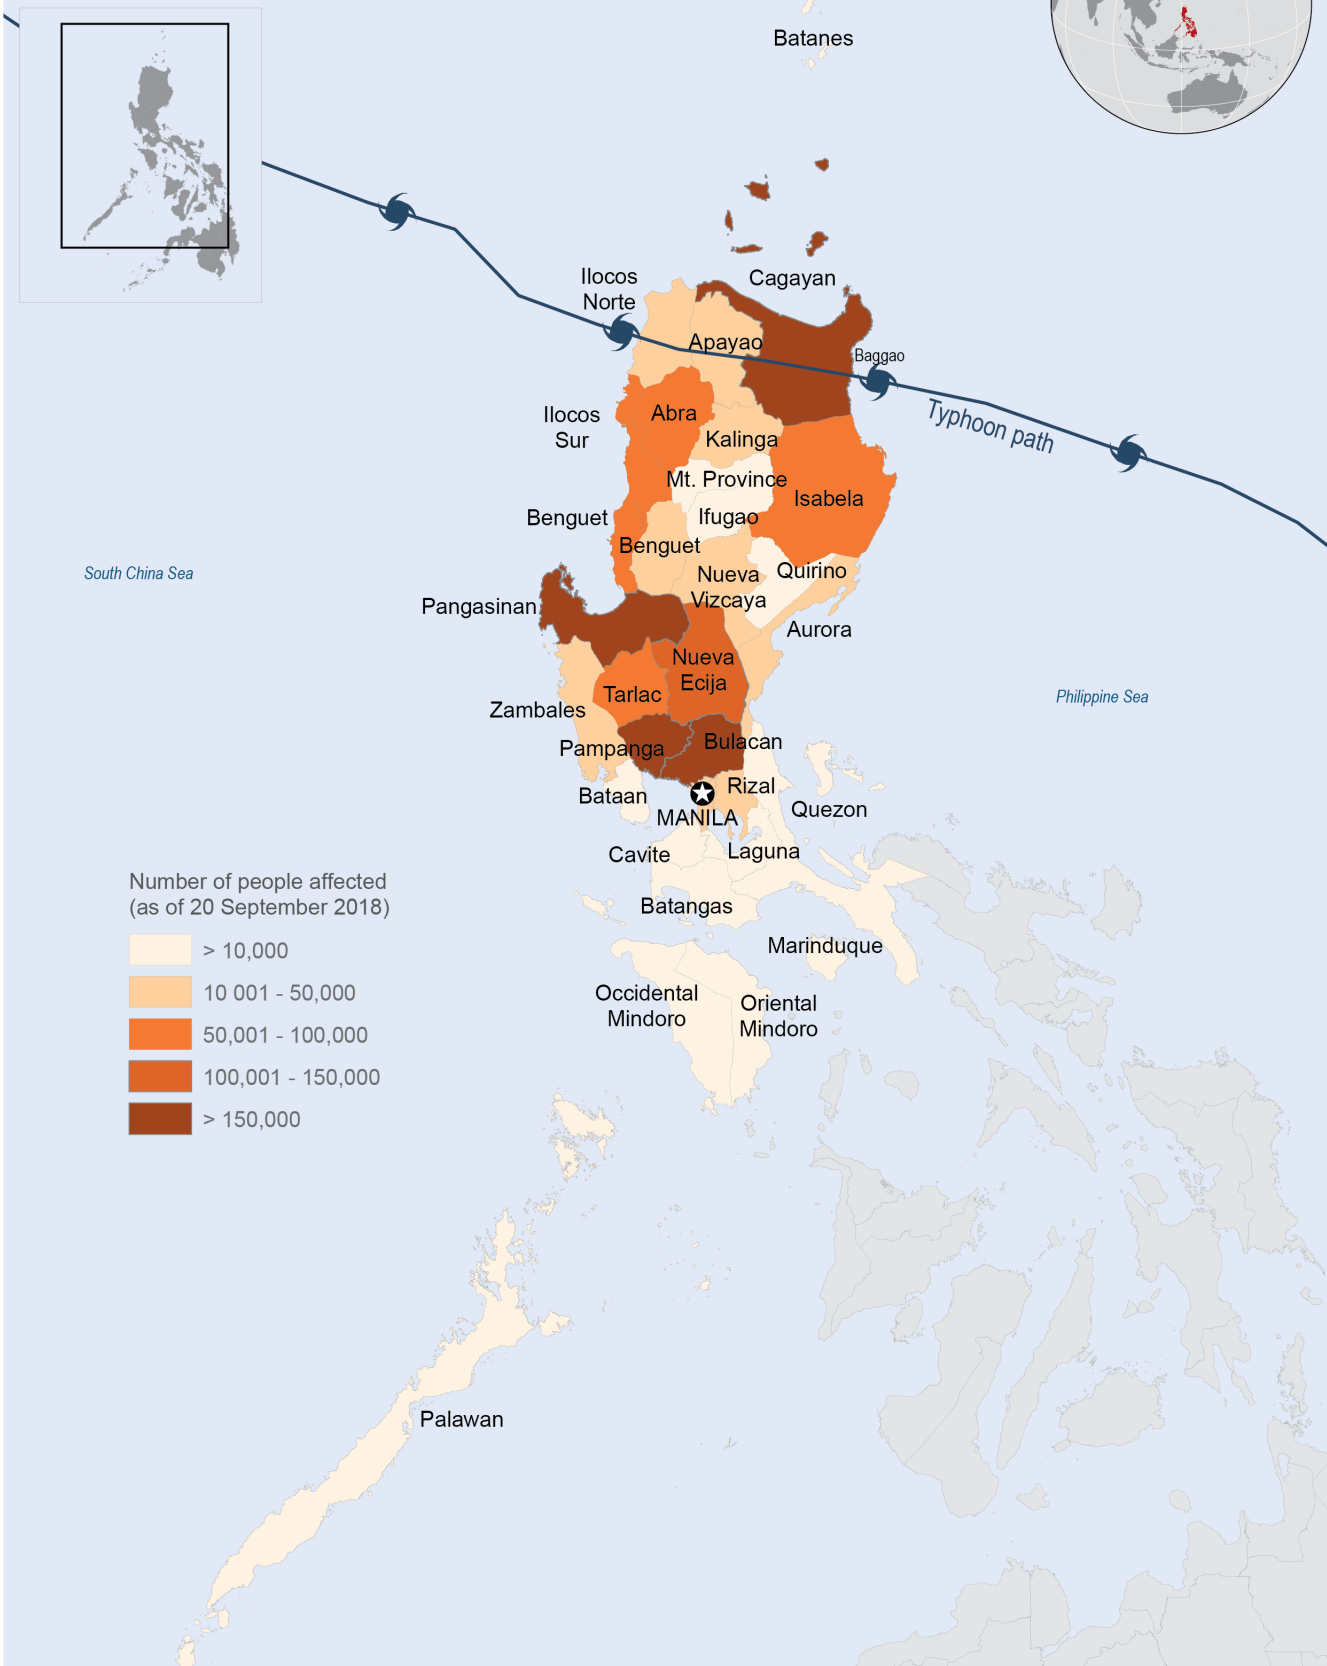 Batanes
Cagayan
Ilocos
Norte
Apayao
Baggao
Typhoon path
Ilocos
Sur
Abra
Kalinga
Mt. Province
Isabela
Benguet
Ifugao
Benguet
South China Sea
Nueva
Vizcaya
Quirino
Pangasinan
Aurora
Nueva
Ecija
Tarlac
Philippine Sea
Zambales
Pampanga
Bulacan
Bataan
Rizal
MANILA
Quezon
Cavite
Laguna
Number of people affected
(as of 20 September 2018)
> 10,000
10 001 - 50,000
50,001 - 100,000
100,001 - 150,000
> 150,000
Batangas
Marinduque
Occidental
Mindoro
Oriental
Mindoro
Palawan